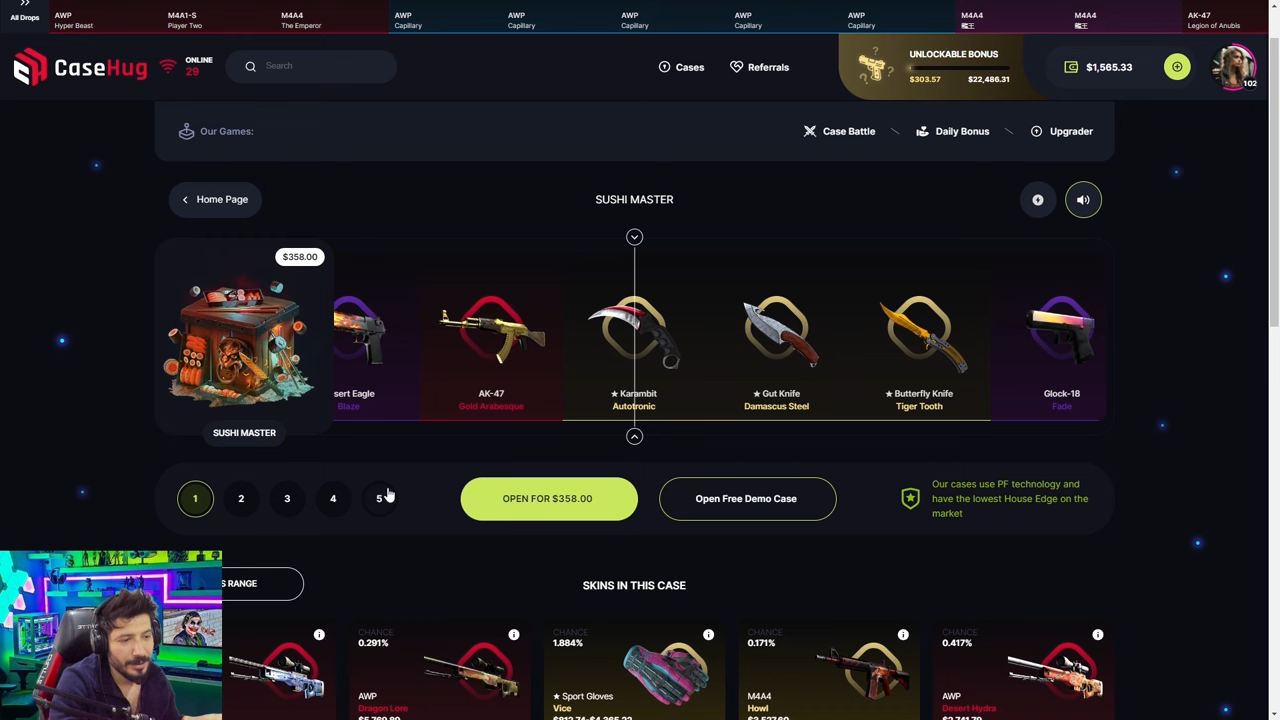 All Drops
AWP
Hyper Beast
M4A1-S
Player Two
M4A4
The Emperor
AWP
Capillary
AWP
Capillary
AWP
Capillary
AWP
Capillary
AWP
Capillary
M4A4
M4A4
AK-47
Legion of Anubis
CaseHug
ONLINE
29
Search
Cases
Referrals
UNLOCKABLE BONUS
$303.57 $22,486.31
$1,565.33
102
Our Games:
Case Battle
Daily Bonus
Upgrader
Home Page
SUSHI MASTER
$358.00
SUSHI MASTER
sert Eagle
Blaze
AK-47
Gold Arabesque
★ Karambit
Autotronic
★ Gut Knife
Damascus Steel
★ Butterfly Knife
Tiger Tooth
Glock-18
Fade
1 2 3 4 5
OPEN FOR $358.00
Open Free Demo Case
Our cases use PF technology and
have the lowest House Edge on the
market
S RANGE
SKINS IN THIS CASE
CHANCE
0.291%
AWP
Dragon Lore
CHANCE
1.884%
★ Sport Gloves
Vice
CHANCE
0.171%
M4A4
Howl
CHANCE
0.417%
AWP
Desert Hydra